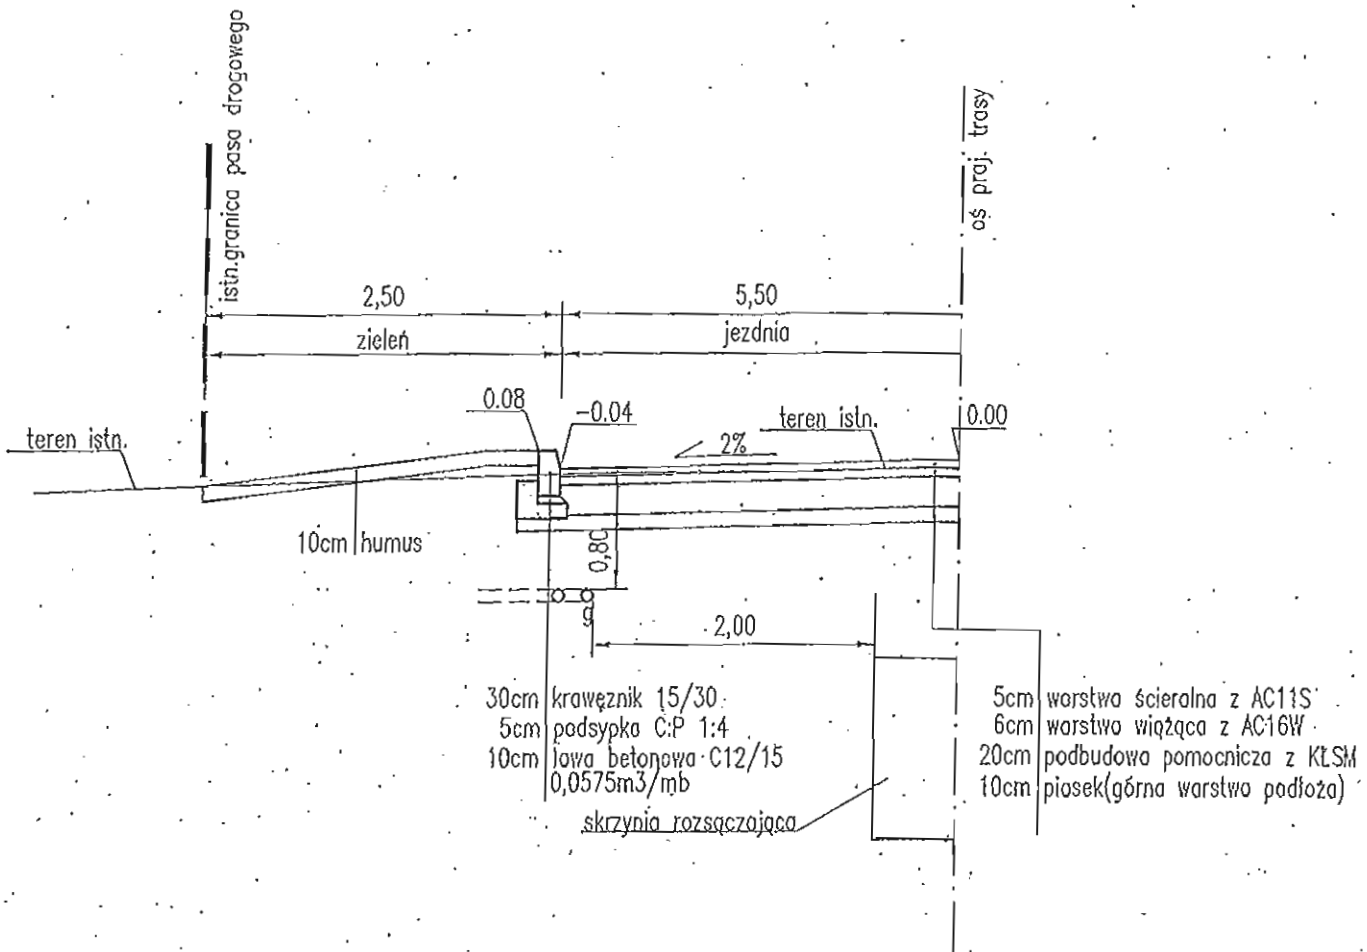 istn.granica pasa drogowego
oś proj. trasy
2,50
5,50
zieleń
jezdnia
0.08
-0.04
teren istn.
0.00
teren istn.
2%
10cm humus
0,80
g
2,00
30cm krawężnik 15/30
5cm podsypka C:P 1:4
10cm ława betonowa C12/15
0,0575m3/mb
skrzynia rozsączająca
5cm warstwa ścieralna z AC11S
6cm warstwa wiążąca z AC16W
20cm podbudowa pomocnicza z KŁSM
10cm piasek(górna warstwa podłoża)